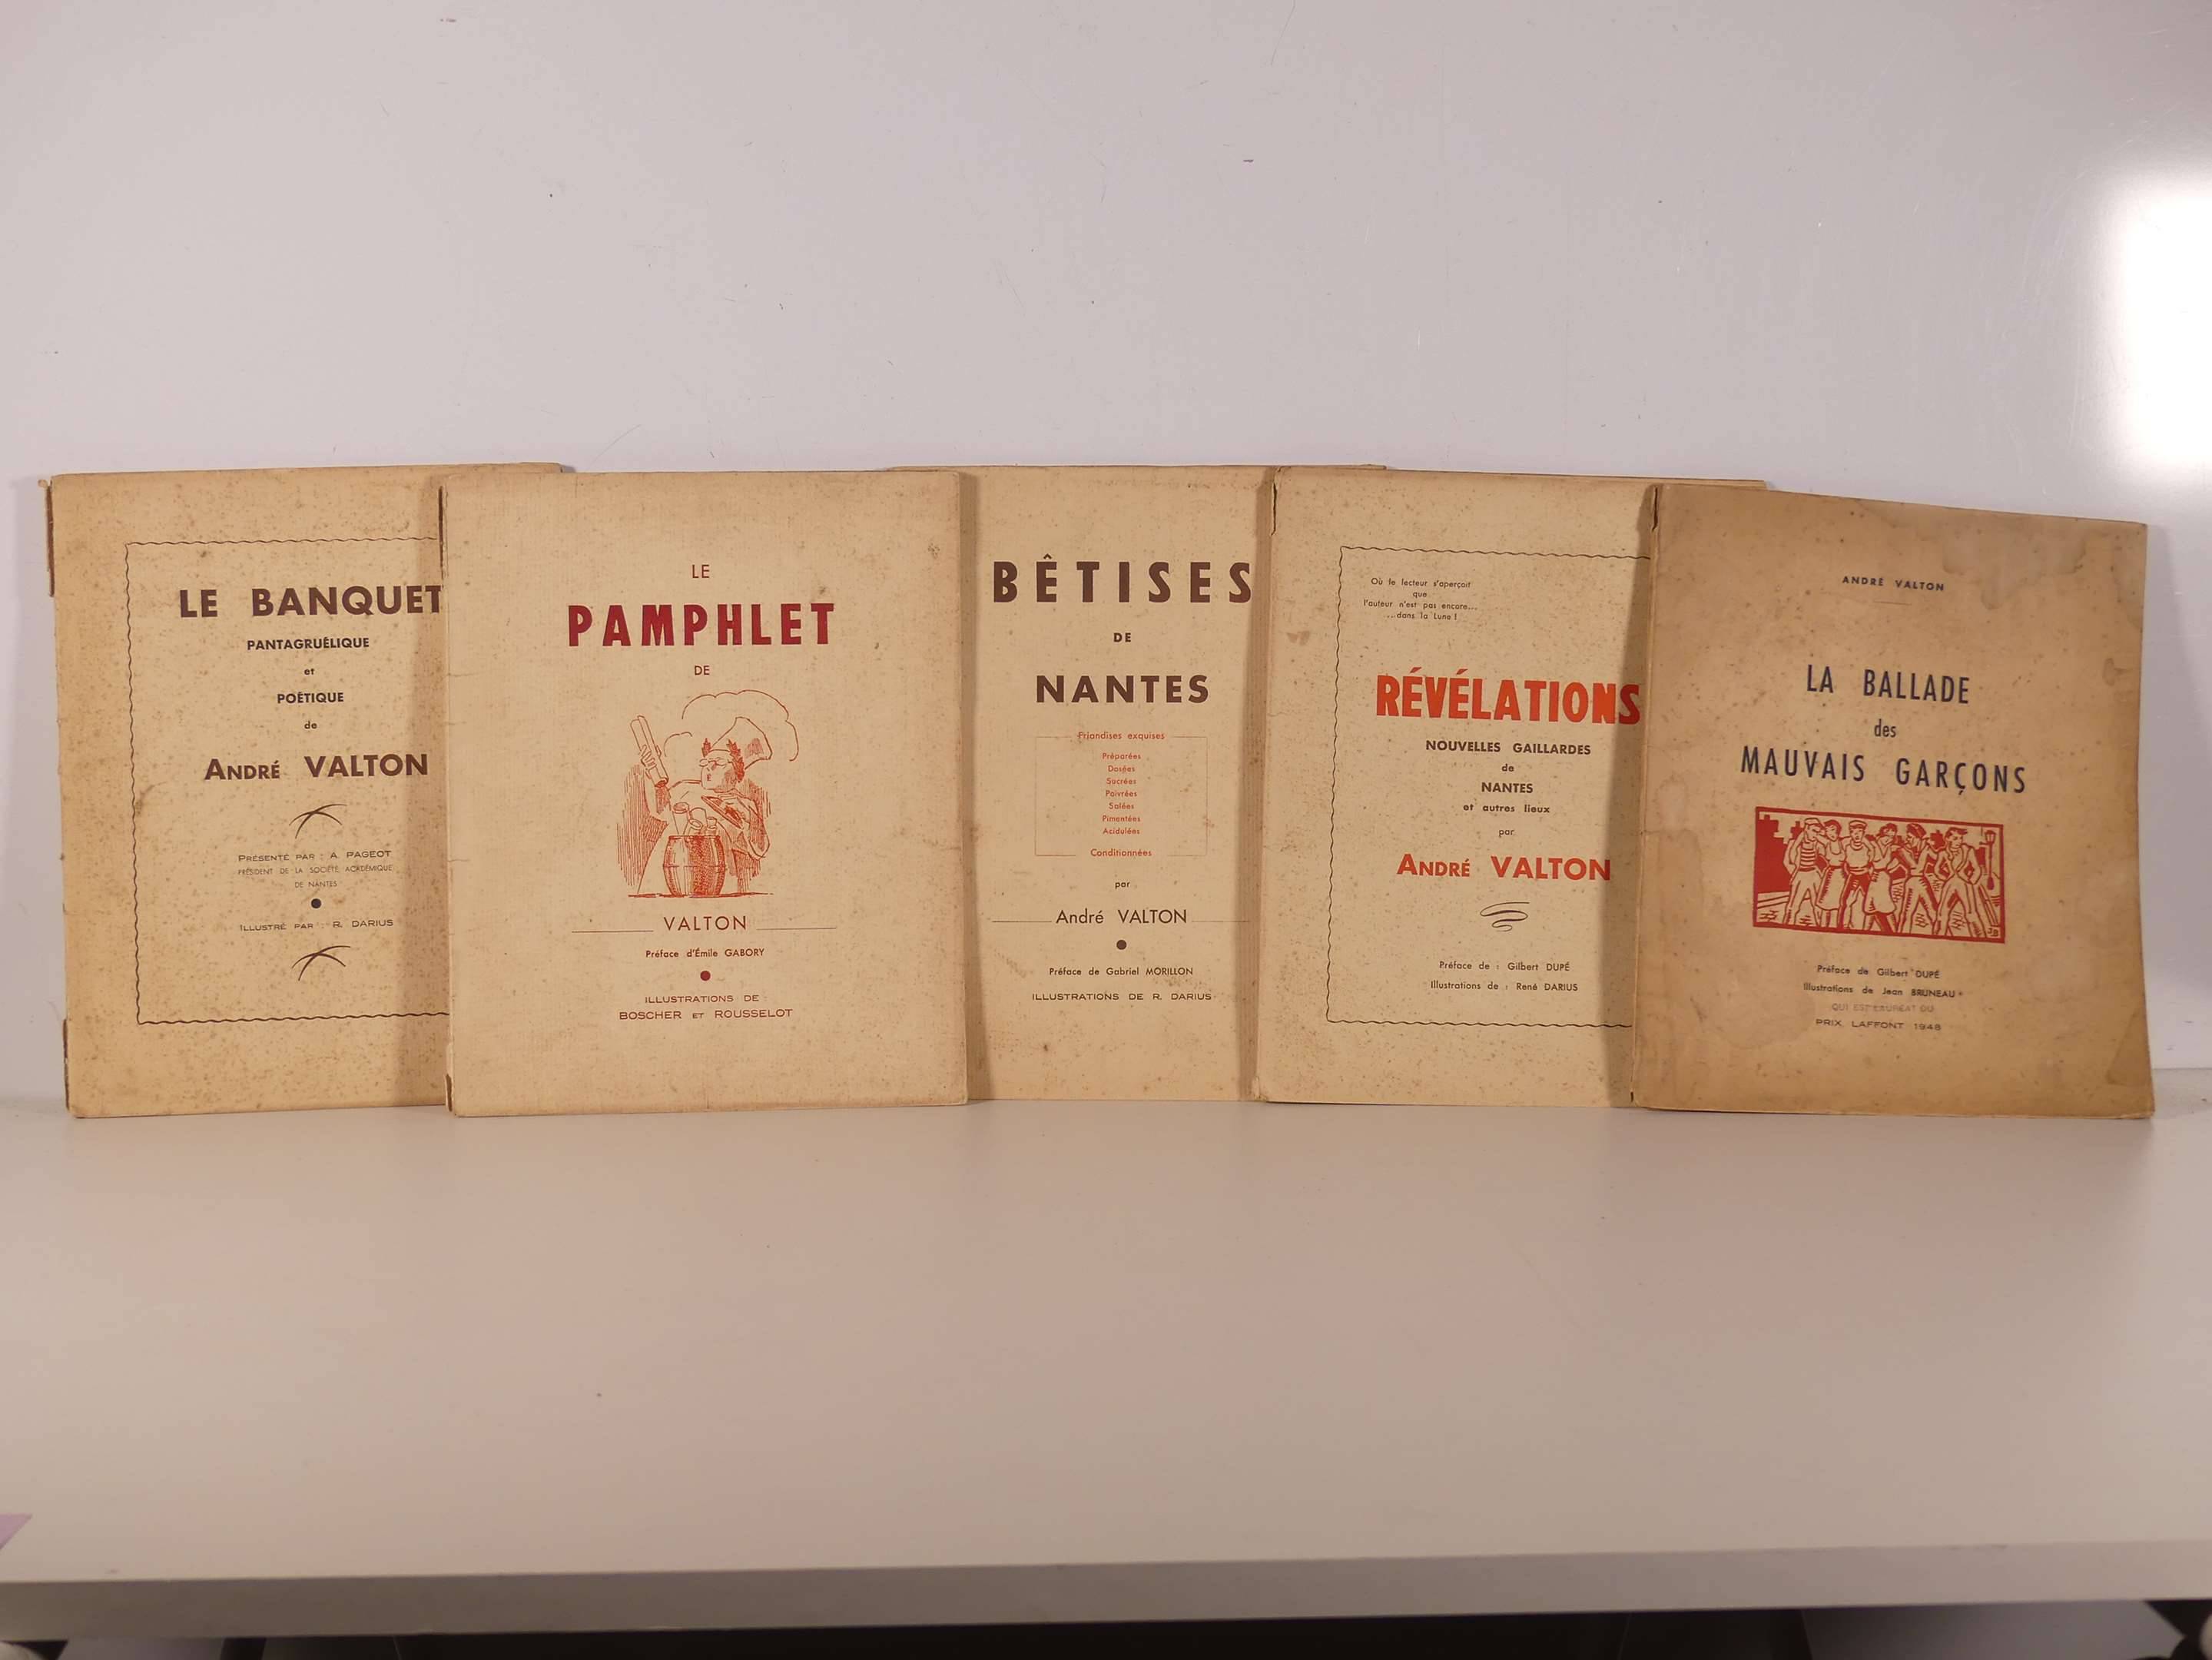 LE BANQUET
PANTAGRUÉLIQUE
et
POÉTIQUE
de
ANDRÉ VALTON
PRÉSENTÉ PAR : A PAGEOT
PRÉSIDENT DE LA SOCIÉTÉ ACADÉMIQUE
DE NANTES
ILLUSTRÉ PAR : R. DARIUS
LE
PAMPHLET
DE
VALTON
Préface d'Émile GABORY
ILLUSTRATIONS DE
BOSCHER ET ROUSSELOT
BÊTISES
DE
NANTES
Friandises exquises
Préparées
Dosées
Sucrées
Poivrées
Salées
Pimentées
Acidulées
Conditionnées
par
André VALTON
Préface de Gabriel MORILLON
ILLUSTRATIONS DE R. DARIUS
Où le lecteur s'aperçoit
que
l'auteur n'est pas encore...
...dans la Lune !
RÉVÉLATIONS
NOUVELLES GAILLARDES
de
NANTES
et autres lieux
par
ANDRÉ VALTON
Préface de : Gilbert DUPÉ
Illustrations de : René DARIUS
ANDRÉ VALTON
LA BALLADE
des
MAUVAIS GARÇONS
JB
Préface de Gilbert DUPÉ
Illustrations de Jean BRUNEAU
QUI EST LAURÉAT DU
PRIX LAFFONT 1948